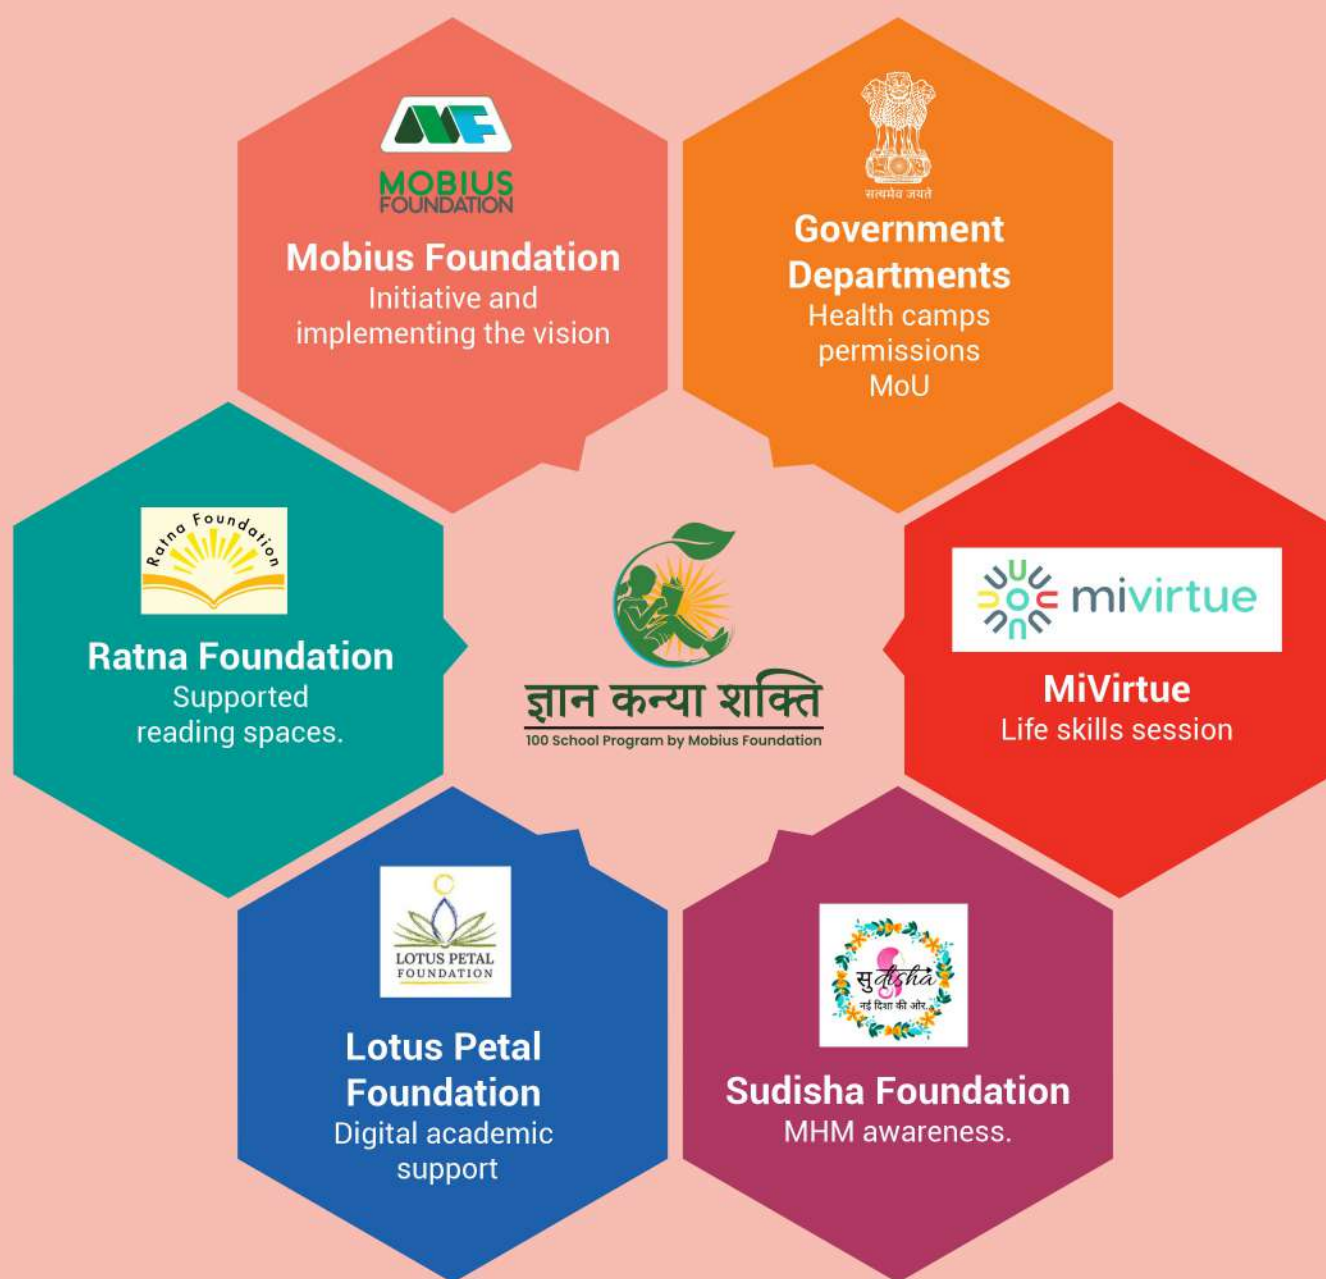 MOBIUS
FOUNDATION
Mobius Foundation
Initiative and
implementing the vision
सत्यमेव जयते
Government
Departments
Health camps
permissions
MoU
Ratna Foundation
Ratna Foundation
Supported
reading spaces.
ज्ञान कन्या शक्ति
100 School Program by Mobius Foundation
mivirtue
MiVirtue
Life skills session
LOTUS PETAL
FOUNDATION
Lotus Petal
Foundation
Digital academic
support
सुdisha
नई दिशा की ओर..
Sudisha Foundation
MHM awareness.